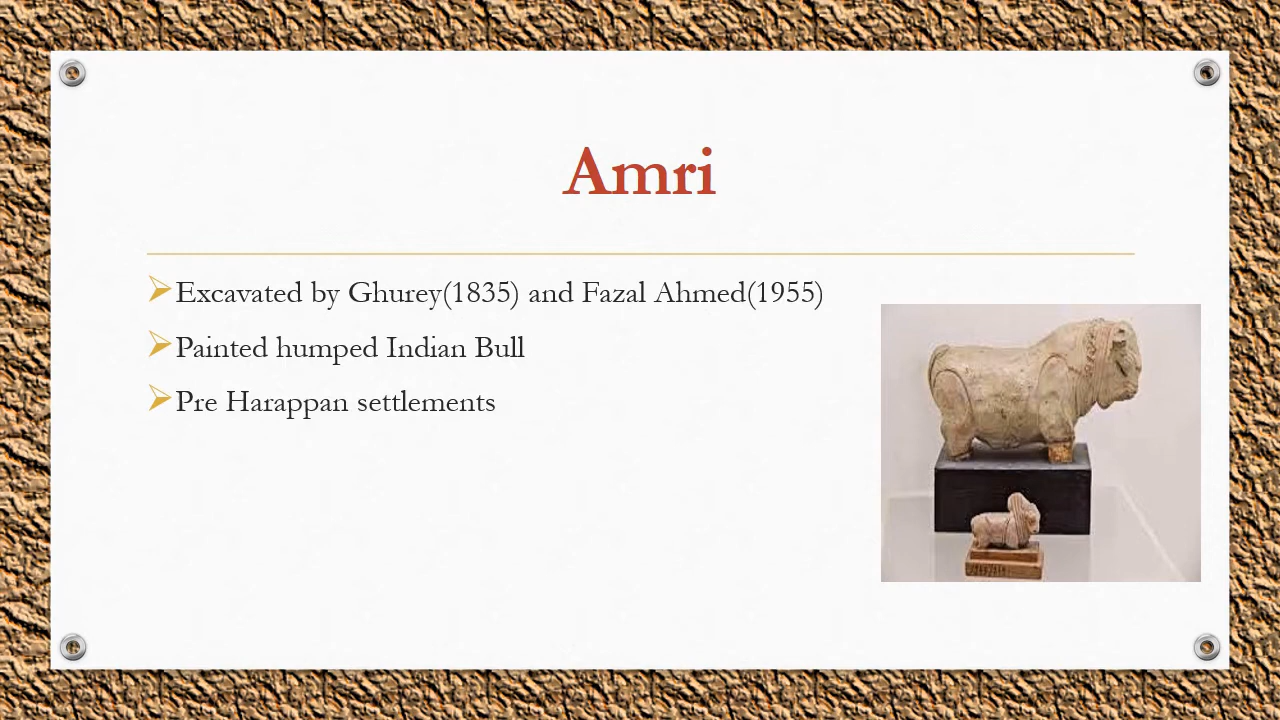 Amri
Excavated by Ghurey(1835) and Fazal Ahmed(1955)
Painted humped Indian Bull
Pre Harappan settlements